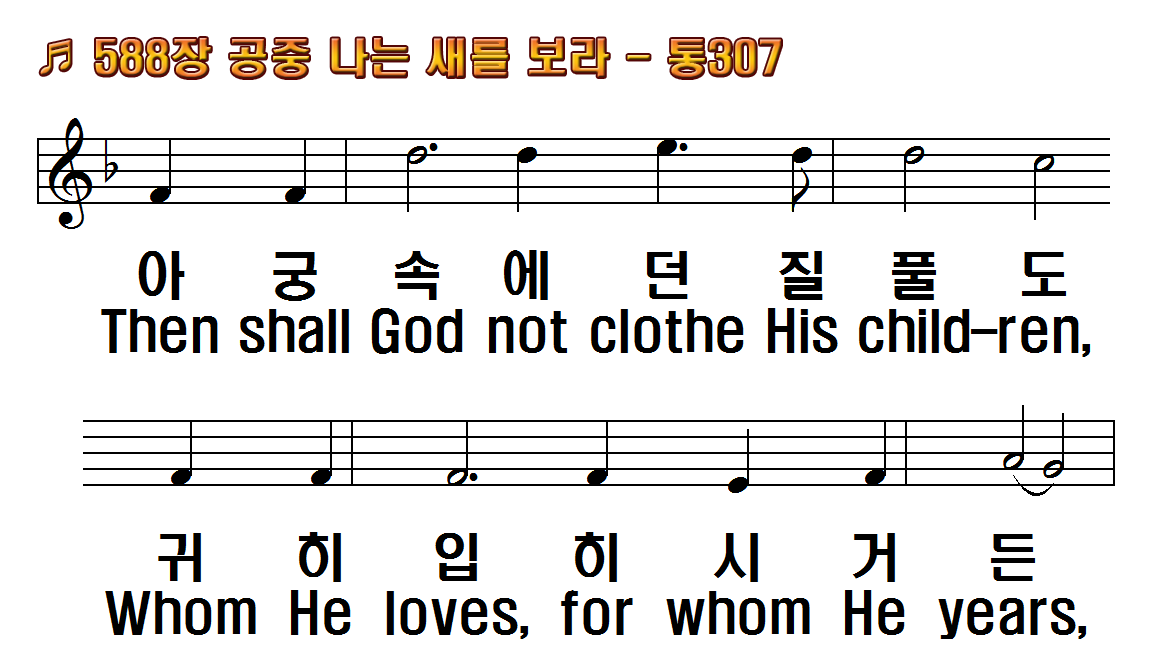 ♬ 588장 공중 나는 새를 보라 - 통307
아 궁 속 에 던 질 풀 도
Then shall God not clothe His child-ren,
귀 히 입 히 시 거 든
Whom He loves, for whom He years,